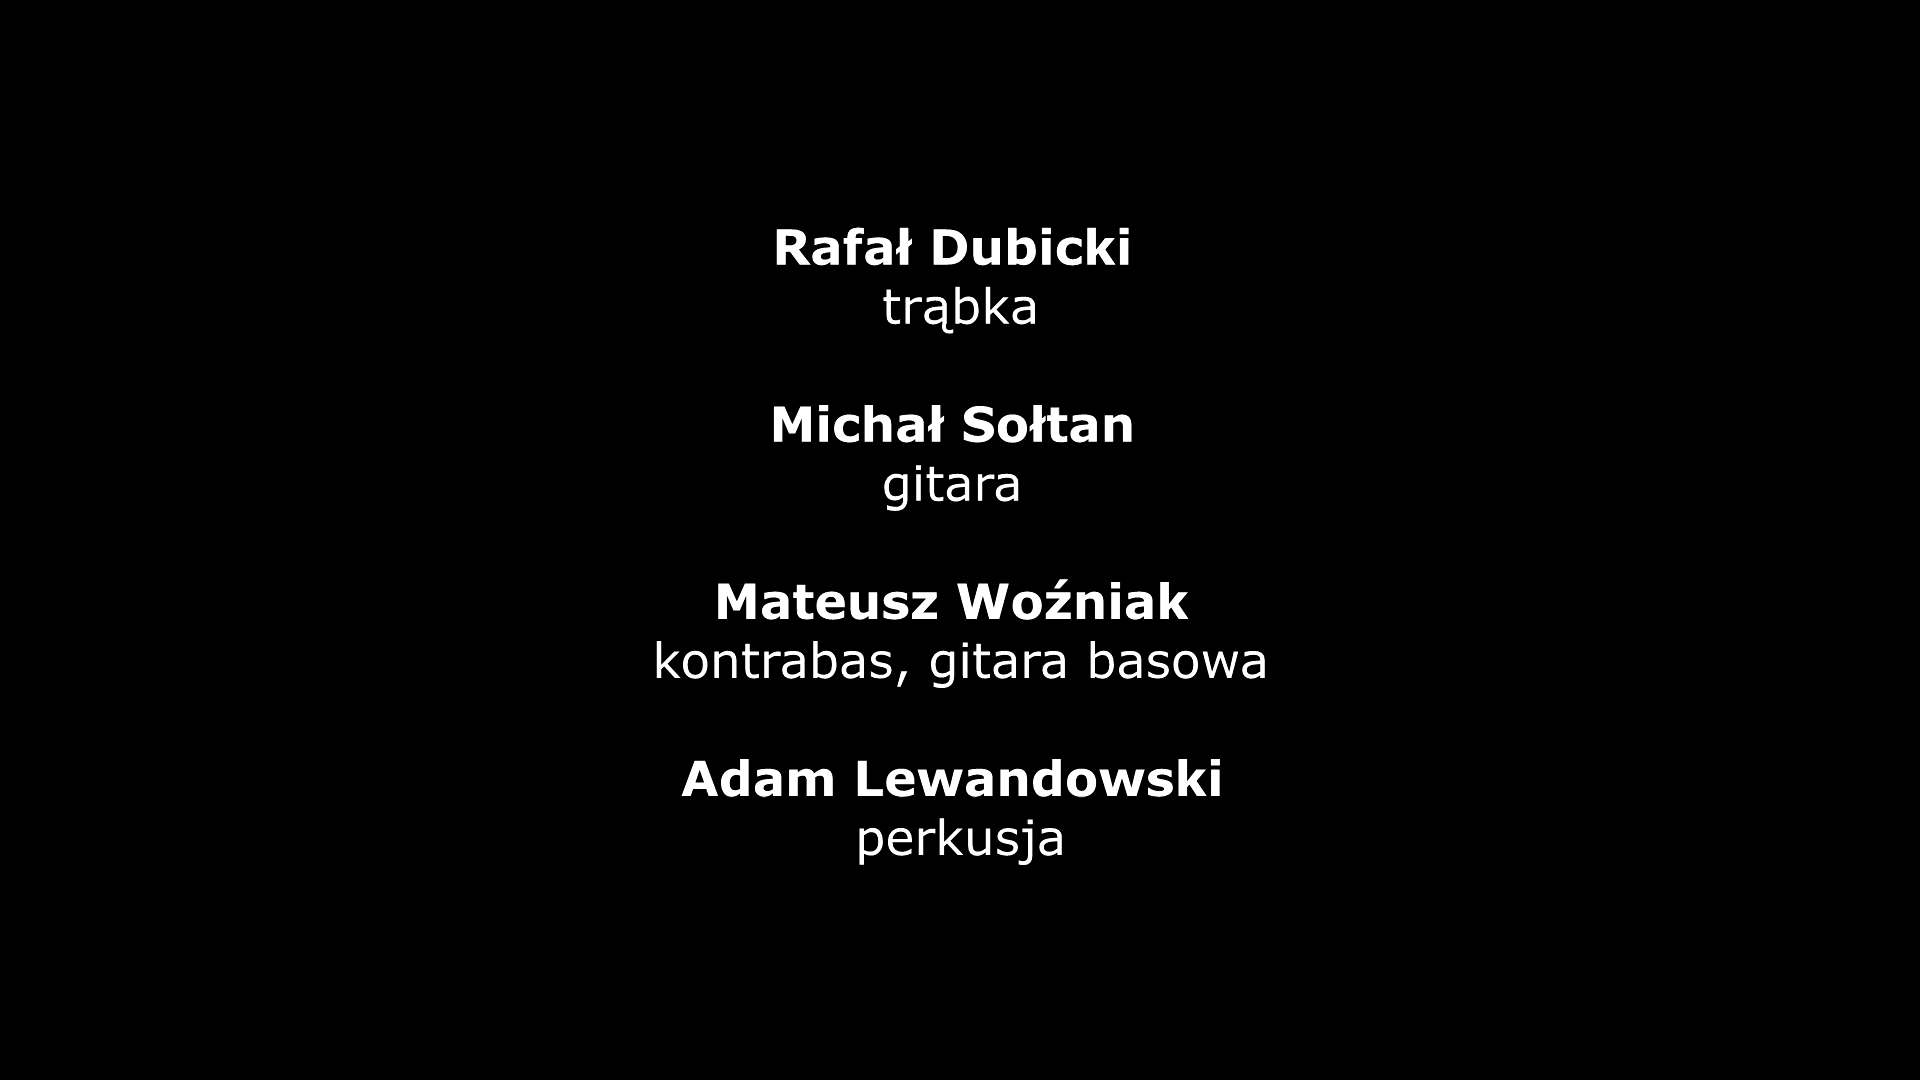 Rafał Dubicki
trąbka
Michał Sołtan
gitara
Mateusz Woźniak
kontrabas, gitara basowa
Adam Lewandowski
perkusja